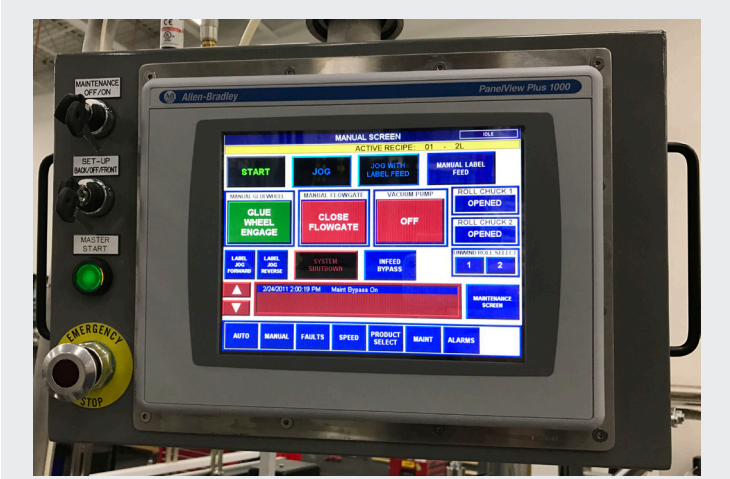 CE
MAINTENANCE
OFF/ON
SET-UP
BACK/OFF/FRONT
MASTER
START
EMERGENCY
STOP
AB Allen-Bradley
PanelView Plus 1000
MANUAL SCREEN
IDLE
ACTIVE RECIPE: 01 - 2L
START
JOG
JOG WITH
LABEL FEED
MANUAL LABEL
FEED
MANUAL GLUEWHEEL
GLUE
WHEEL
ENGAGE
MANUAL FLOWGATE
CLOSE
FLOWGATE
VACUUM PUMP
OFF
ROLL CHUCK 1
OPENED
ROLL CHUCK 2
OPENED
LABEL
JOG
FORWARD
LABEL
JOG
REVERSE
SYSTEM
SHUTDOWN
INFEED
BYPASS
UNWIND ROLL SELECT
1 2
2/24/2011 2:00:19 PM Maint Bypass On
MAINTENANCE
SCREEN
AUTO
MANUAL
FAULTS
SPEED
PRODUCT
SELECT
MAINT
ALARMS